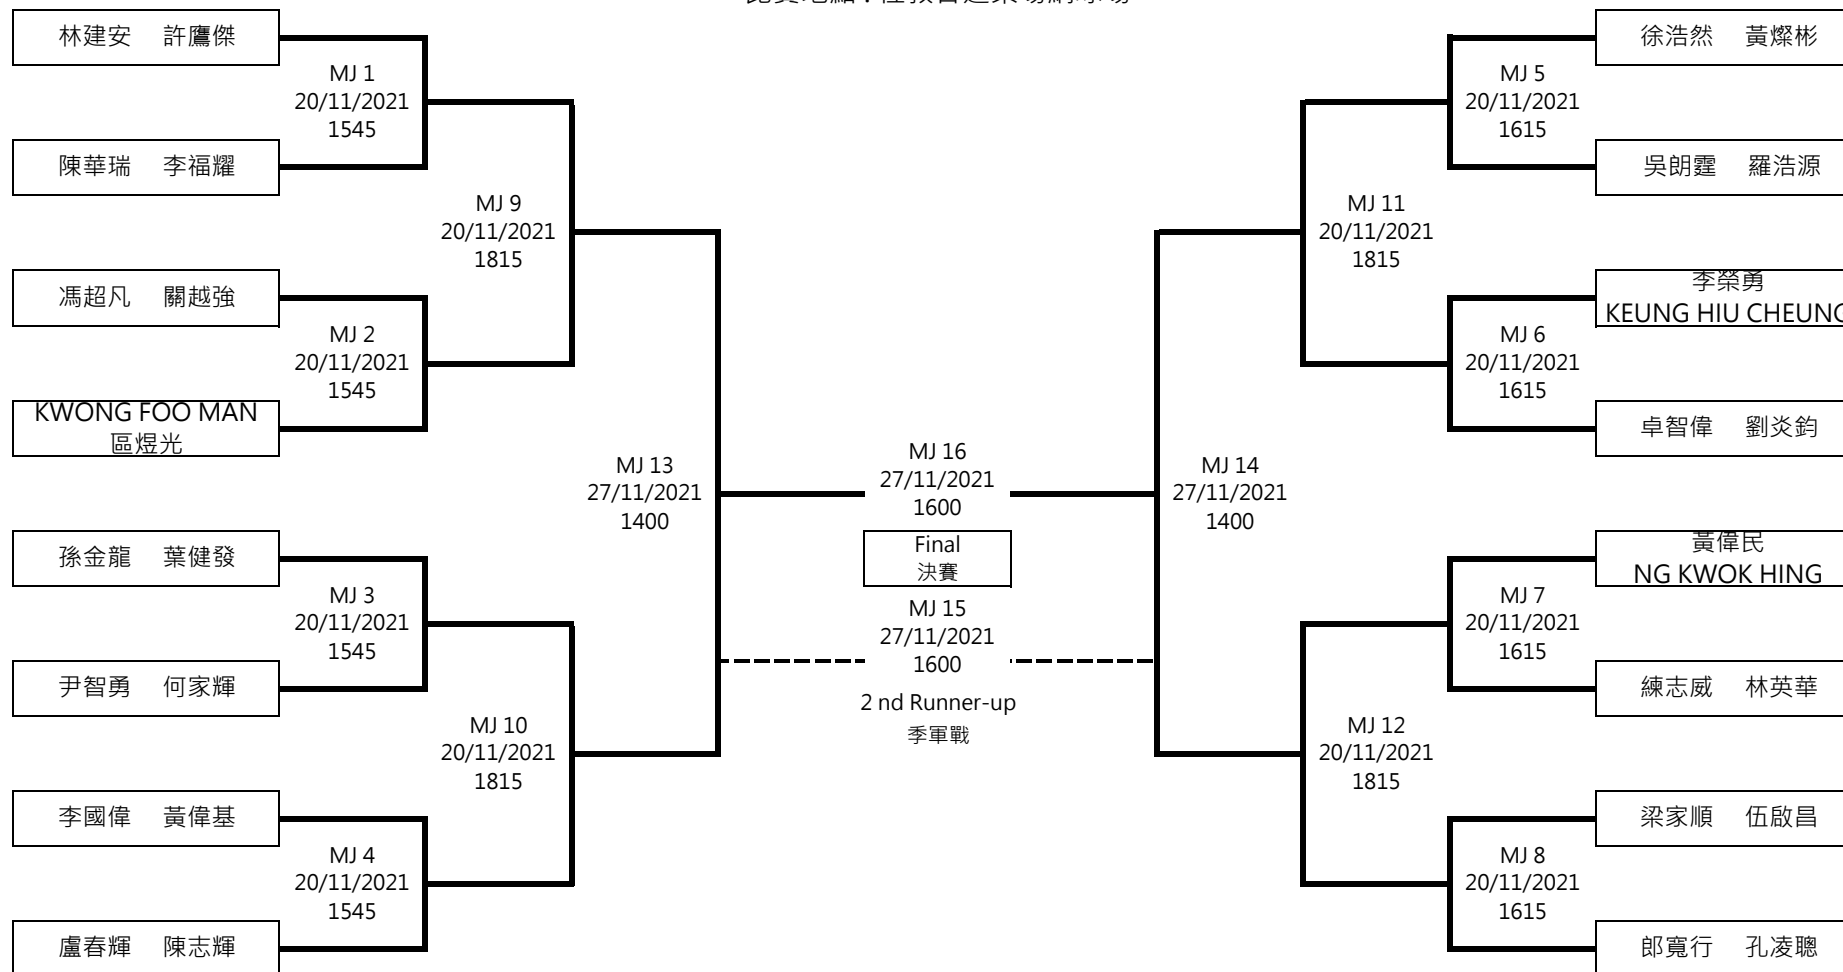 林建安 許鷹傑
MJ 1
20/11/2021
1545
陳華瑞 李福耀
MJ 9
20/11/2021
1815
馮超凡 關越強
MJ 2
20/11/2021
1545
KWONG FOO MAN
區煜光
MJ 13
27/11/2021
1400
孫金龍 葉健發
MJ 3
20/11/2021
1545
尹智勇 何家輝
MJ 10
20/11/2021
1815
李國偉 黃偉基
MJ 4
20/11/2021
1545
盧春輝 陳志輝
MJ 16
27/11/2021
1600
Final
決賽
MJ 15
27/11/2021
1600
2 nd Runner-up
季軍戰
徐浩然 黃燦彬
MJ 5
20/11/2021
1615
吳朗霆 羅浩源
MJ 11
20/11/2021
1815
李榮勇
KEUNG HIU CHEUNG
MJ 6
20/11/2021
1615
卓智偉 劉炎鈞
MJ 14
27/11/2021
1400
黃偉民
NG KWOK HING
MJ 7
20/11/2021
1615
練志威 林英華
MJ 12
20/11/2021
1815
梁家順 伍啟昌
MJ 8
20/11/2021
1615
郎寬行 孔凌聰